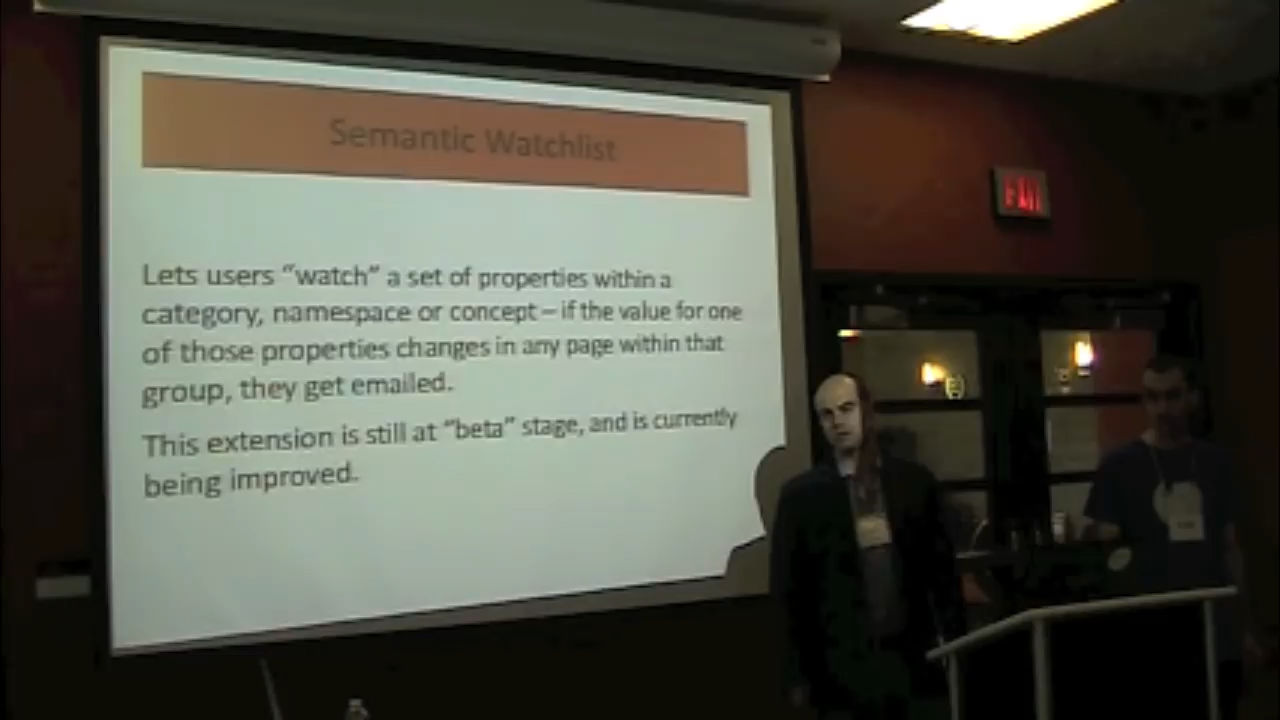 Semantic Watchlist
Lets users “watch” a set of properties within a
category, namespace or concept – if the value for one
of those properties changes in any page within that
group, they get emailed.
This extension is still at “beta” stage, and is currently
being improved.
EXIT